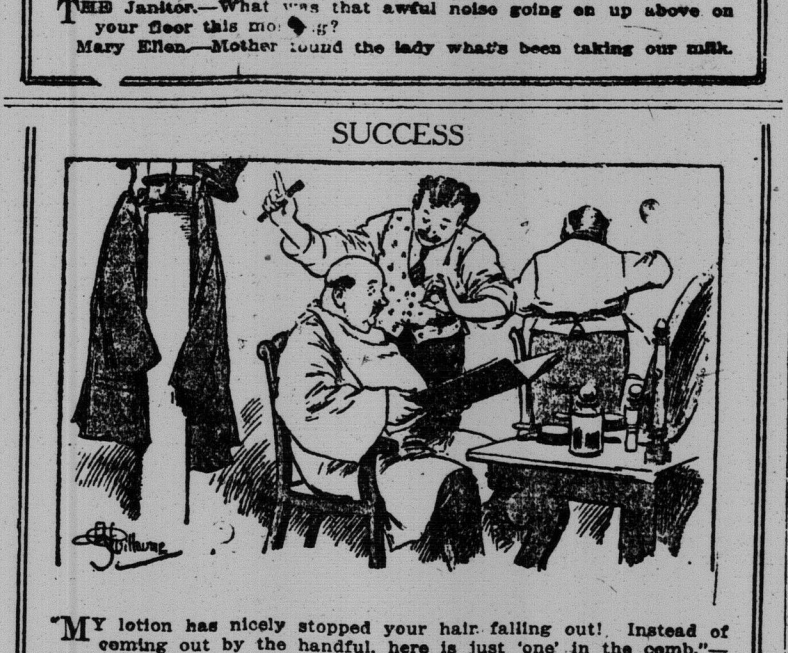 THE Janitor.—What was that awful noise going on up above on
your floor this
Mary Ellen.—Mother found the lady what's been taking our milk.
SUCCESS
"MY lotion has nicely stopped your hair falling out! Instead of
coming out by the handful, here is just 'one' in the comb."—